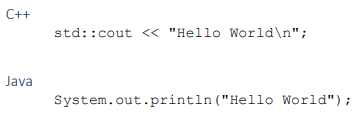 C++
std::cout << "Hello World\n";
Java
System.out.println("Hello World");